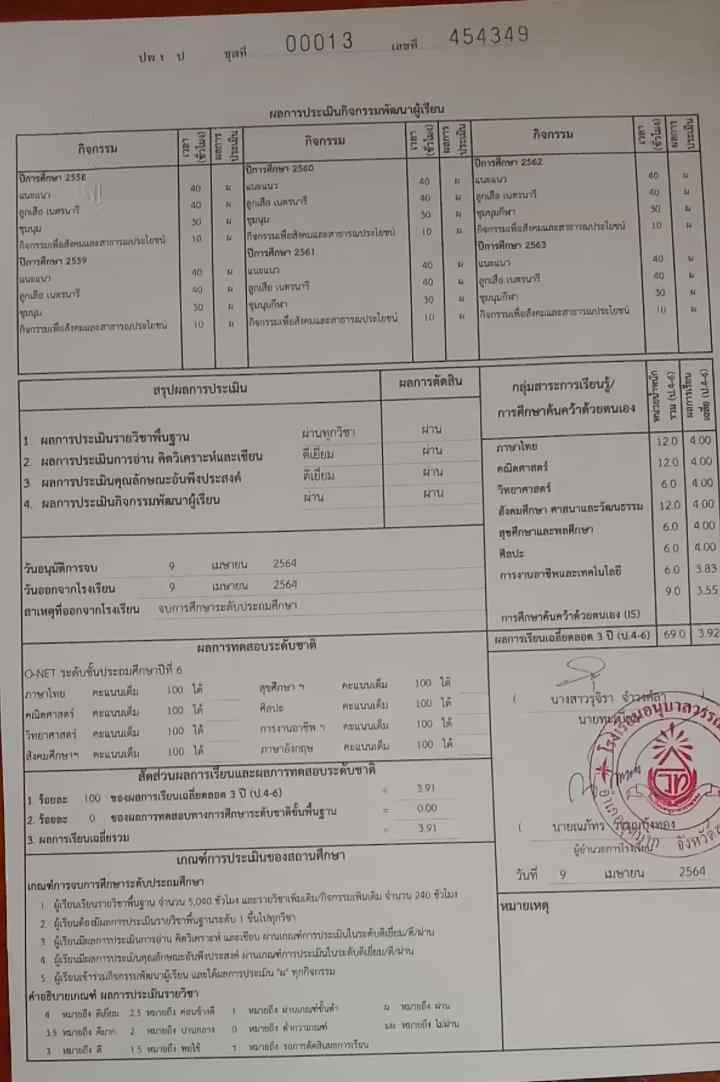 ปพ 1 ป ชุดที่ 00013 เลขที่ 454349
ผลการประเมินกิจกรรมพัฒนาผู้เรียน
กิจกรรม เวลา (ชั่วโมง) ผลการประเมิน กิจกรรม เวลา (ชั่วโมง) ผลการประเมิน กิจกรรม เวลา (ชั่วโมง) ผลการประเมิน
ปีการศึกษา 2558
แนะแนว 40 ผ
ลูกเสือ เนตรนารี 40 ผ
ชุมนุม 30 ผ
กิจกรรมเพื่อสังคมและสาธารณประโยชน์ 10 ผ
ปีการศึกษา 2559
แนะแนว 40 ผ
ลูกเสือ เนตรนารี 40 ผ
ชุมนุม 30 ผ
กิจกรรมเพื่อสังคมและสาธารณประโยชน์ 10 ผ
ปีการศึกษา 2560
แนะแนว 40 ผ
ลูกเสือ เนตรนารี 40 ผ
ชุมนุม 30 ผ
กิจกรรมเพื่อสังคมและสาธารณประโยชน์ 10 ผ
ปีการศึกษา 2561
แนะแนว 40 ผ
ลูกเสือ เนตรนารี 40 ผ
ชุมนุมกีฬา 30 ผ
กิจกรรมเพื่อสังคมและสาธารณประโยชน์ 10 ผ
ปีการศึกษา 2562
แนะแนว 40 ผ
ลูกเสือ เนตรนารี 40 ผ
ชุมนุมกีฬา 30 ผ
กิจกรรมเพื่อสังคมและสาธารณประโยชน์ 10 ผ
ปีการศึกษา 2563
แนะแนว 40 ผ
ลูกเสือ เนตรนารี 40 ผ
ชุมนุมกีฬา 30 ผ
กิจกรรมเพื่อสังคมและสาธารณประโยชน์ 10 ผ
สรุปผลการประเมิน ผลการตัดสิน
1 ผลการประเมินรายวิชาพื้นฐาน ผ่านทุกวิชา ผ่าน
2. ผลการประเมินการอ่าน คิดวิเคราะห์และเขียน ดีเยี่ยม ผ่าน
3 ผลการประเมินคุณลักษณะอันพึงประสงค์ ดีเยี่ยม ผ่าน
4. ผลการประเมินกิจกรรมพัฒนาผู้เรียน ผ่าน ผ่าน
วันอนุมัติการจบ 9 เมษายน 2564
วันออกจากโรงเรียน 9 เมษายน 2564
สาเหตุที่ออกจากโรงเรียน จบการศึกษาระดับประถมศึกษา
กลุ่มสาระการเรียนรู้/ การศึกษาค้นคว้าด้วยตนเอง หน่วยน้ำหนัก รวม (ป.4-6) ผลการเรียน เฉลี่ย (ป.4-6)
ภาษาไทย 12.0 4.00
คณิตศาสตร์ 12.0 4.00
วิทยาศาสตร์ 6.0 4.00
สังคมศึกษา ศาสนาและวัฒนธรรม 12.0 4.00
สุขศึกษาและพลศึกษา 6.0 4.00
ศิลปะ 6.0 4.00
การงานอาชีพและเทคโนโลยี 6.0 3.83
9.0 3.55
การศึกษาค้นคว้าด้วยตนเอง (IS)
ผลการเรียนเฉลี่ยตลอด 3 ปี (ป.4-6) 69.0 3.92
ผลการทดสอบระดับชาติ
O-NET ระดับชั้นประถมศึกษาปีที่ 6
ภาษาไทย คะแนนเต็ม 100 ได้ สุขศึกษา ฯ คะแนนเต็ม 100 ได้
คณิตศาสตร์ คะแนนเต็ม 100 ได้ ศิลปะ คะแนนเต็ม 100 ได้
วิทยาศาสตร์ คะแนนเต็ม 100 ได้ การงานอาชีพ ฯ คะแนนเต็ม 100 ได้
สังคมศึกษาฯ คะแนนเต็ม 100 ได้ ภาษาอังกฤษ คะแนนเต็ม 100 ได้
สัดส่วนผลการเรียนและผลการทดสอบระดับชาติ
1 ร้อยละ 100 ของผลการเรียนเฉลี่ยตลอด 3 ปี (ป.4-6) = 3.91
2. ร้อยละ 0 ของผลการทดสอบทางการศึกษาระดับชาติขั้นพื้นฐาน = 0.00
3. ผลการเรียนเฉลี่ยรวม = 3.91
( นางสาวรุจิรา )
นายทะเบียน
โรงเรียนอนุบาลวรร
( นายณภัทร )
ผู้อำนวยการโรงเรียน
จังหวัด
วันที่ 9 เมษายน 2564
หมายเหตุ
เกณฑ์การประเมินของสถานศึกษา
เกณฑ์การจบการศึกษาระดับประถมศึกษา
1. ผู้เรียนเรียนรายวิชาพื้นฐาน จำนวน 5,040 ชั่วโมง และรายวิชาเพิ่มเติม/กิจกรรมเพิ่มเติม จำนวน 240 ชั่วโมง
2 ผู้เรียนต้องมีผลการประเมินรายวิชาพื้นฐานระดับ 1 ขึ้นไปทุกวิชา
3 ผู้เรียนมีผลการประเมินการอ่าน คิดวิเคราะห์ และเขียน ผ่านเกณฑ์การประเมินในระดับดีเยี่ยม/ดี/ผ่าน
4 ผู้เรียนมีผลการประเมินคุณลักษณะอันพึงประสงค์ ผ่านเกณฑ์การประเมินในระดับดีเยี่ยม/ดี/ผ่าน
5 ผู้เรียนเข้าร่วมกิจกรรมพัฒนาผู้เรียน และได้ผลการประเมิน "ผ" ทุกกิจกรรม
คำอธิบายเกณฑ์ ผลการประเมินรายวิชา
4 หมายถึง ดีเยี่ยม 2.5 หมายถึง ค่อนข้างดี 1 หมายถึง ผ่านเกณฑ์ขั้นต่ำ ผ หมายถึง ผ่าน
3.5 หมายถึง ดีมาก 2 หมายถึง ปานกลาง 0 หมายถึง ต่ำกว่าเกณฑ์ มผ หมายถึง ไม่ผ่าน
3 หมายถึง ดี 1.5 หมายถึง พอใช้ ร หมายถึง รอการตัดสินผลการเรียน